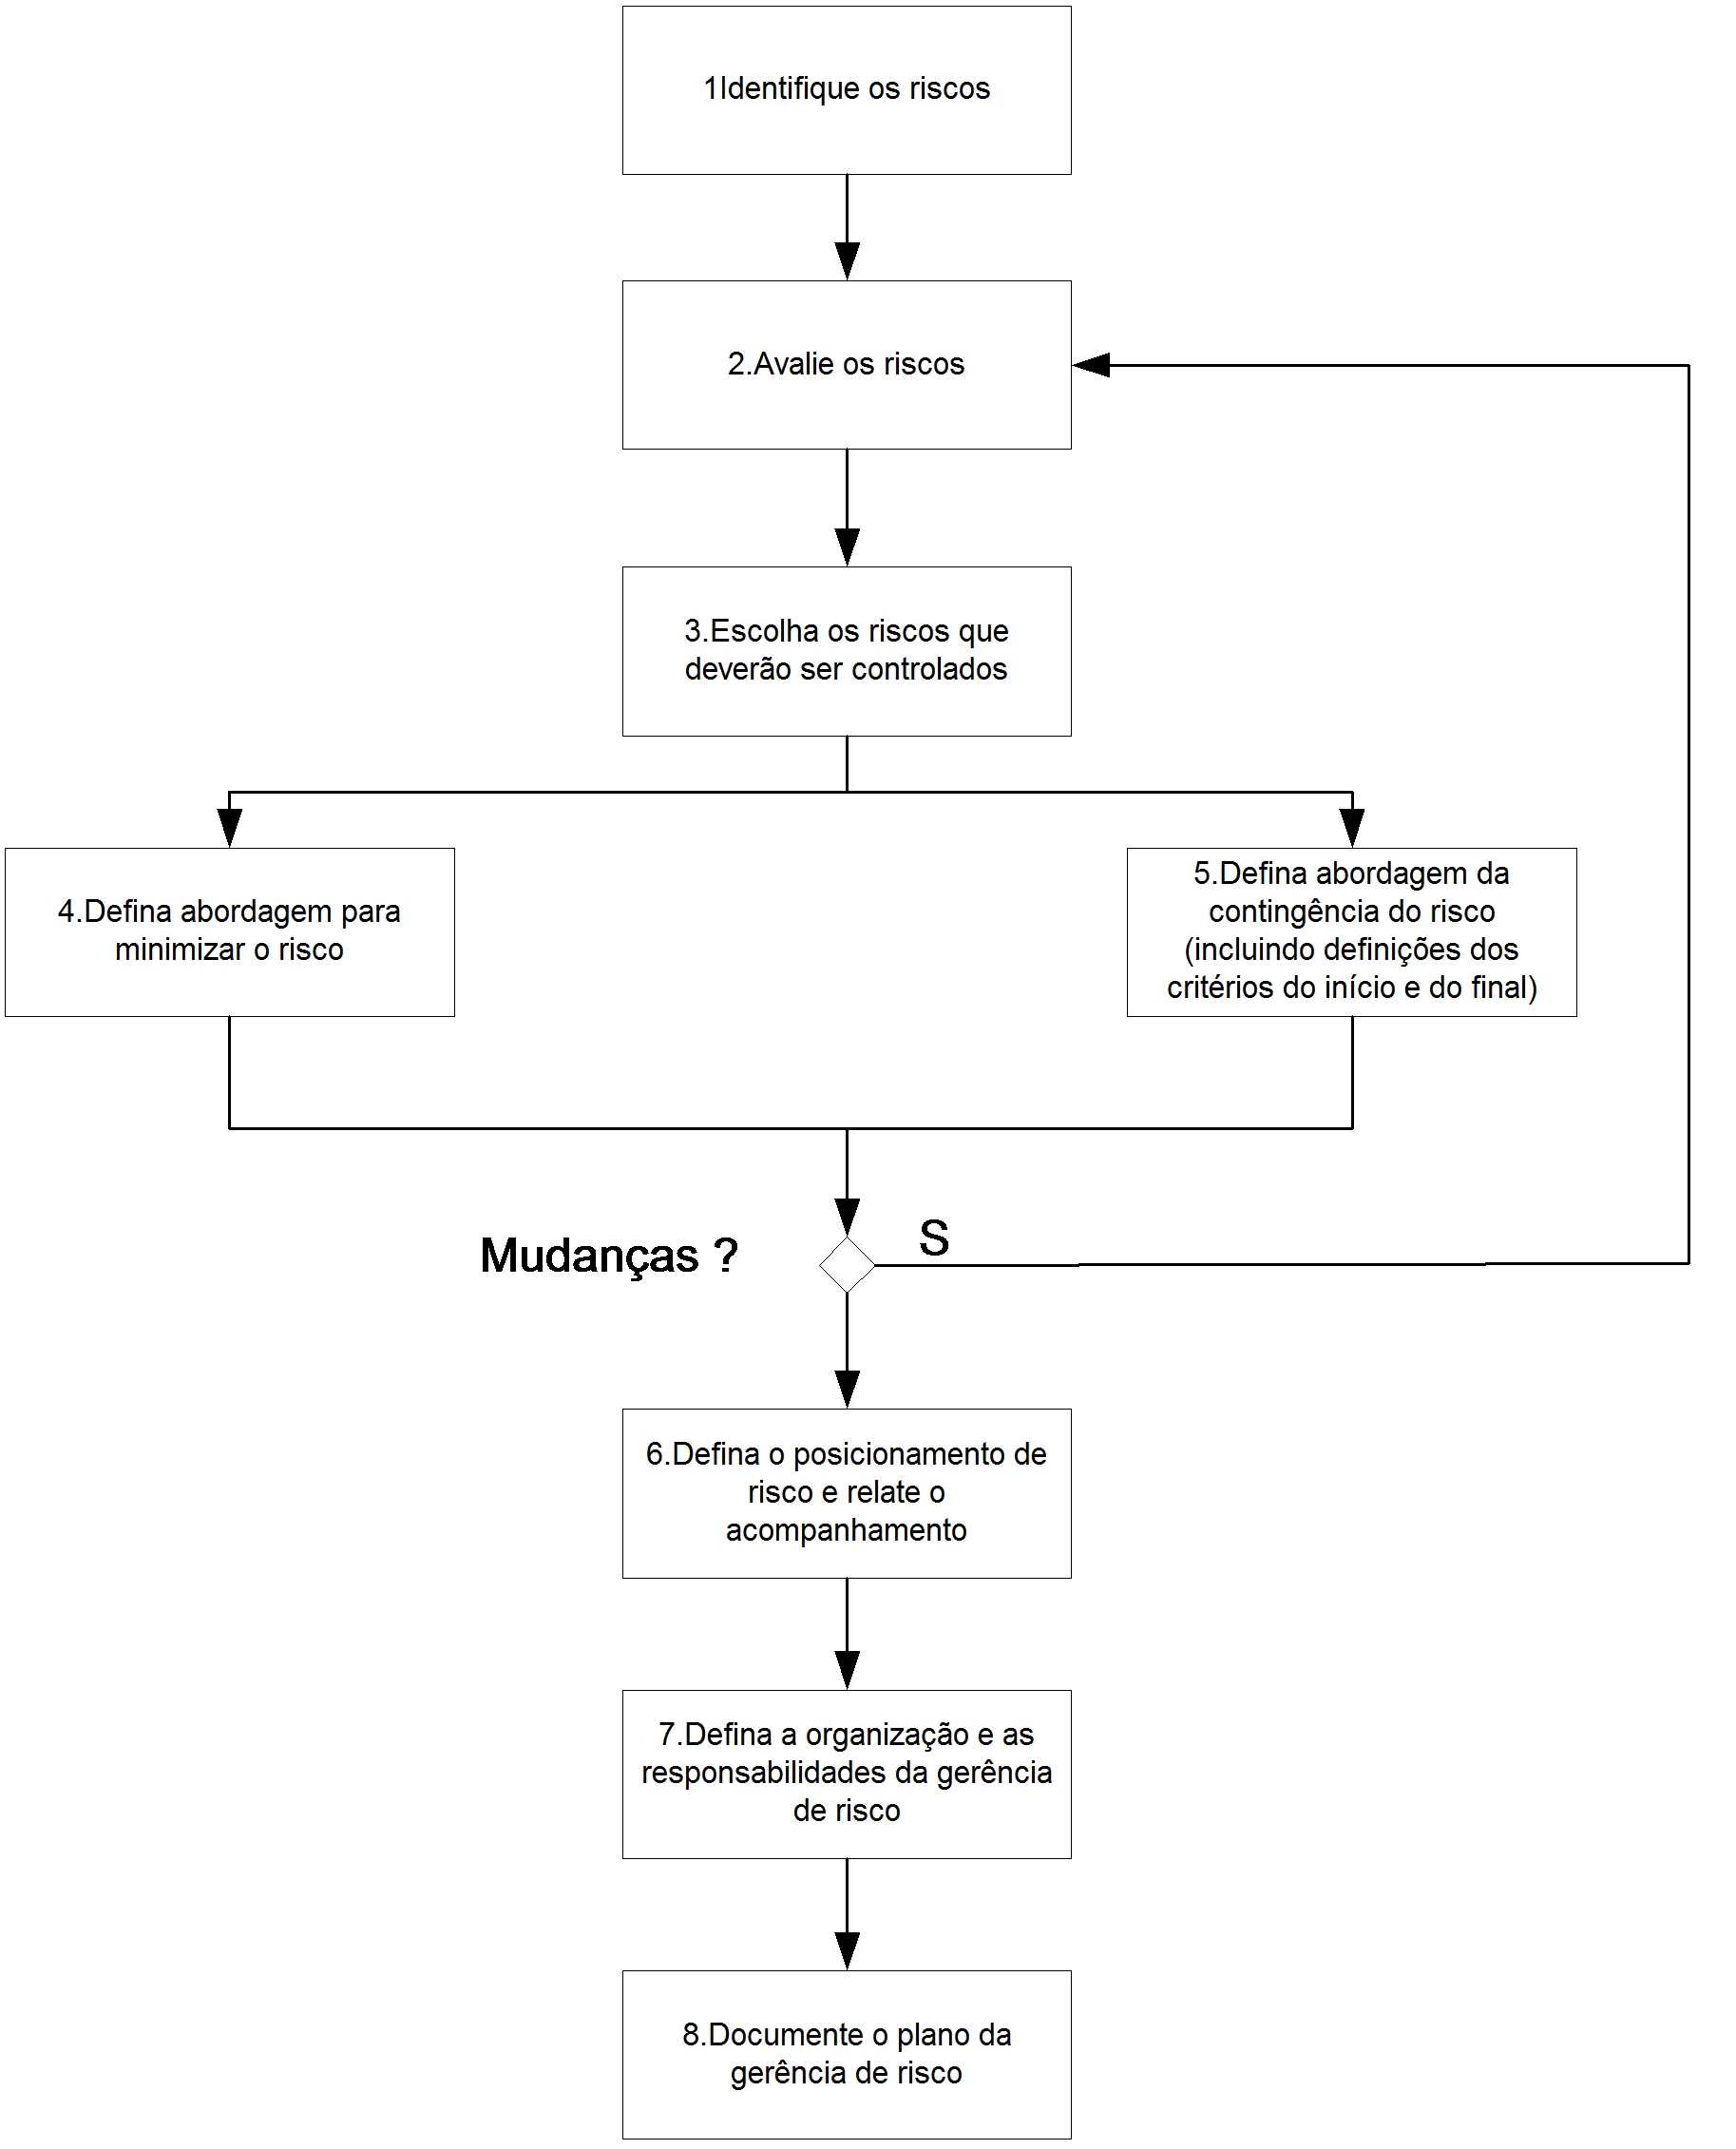 1Identifique os riscos
2.Avalie os riscos
3.Escolha os riscos que
deverão ser controlados
4.Defina abordagem para
minimizar o risco
5.Defina abordagem da
contingência do risco
(incluindo definições dos
critérios do início e do final)
Mudanças ?
S
6.Defina o posicionamento de
risco e relate o
acompanhamento
7.Defina a organização e as
responsabilidades da gerência
de risco
8.Documente o plano da
gerência de risco